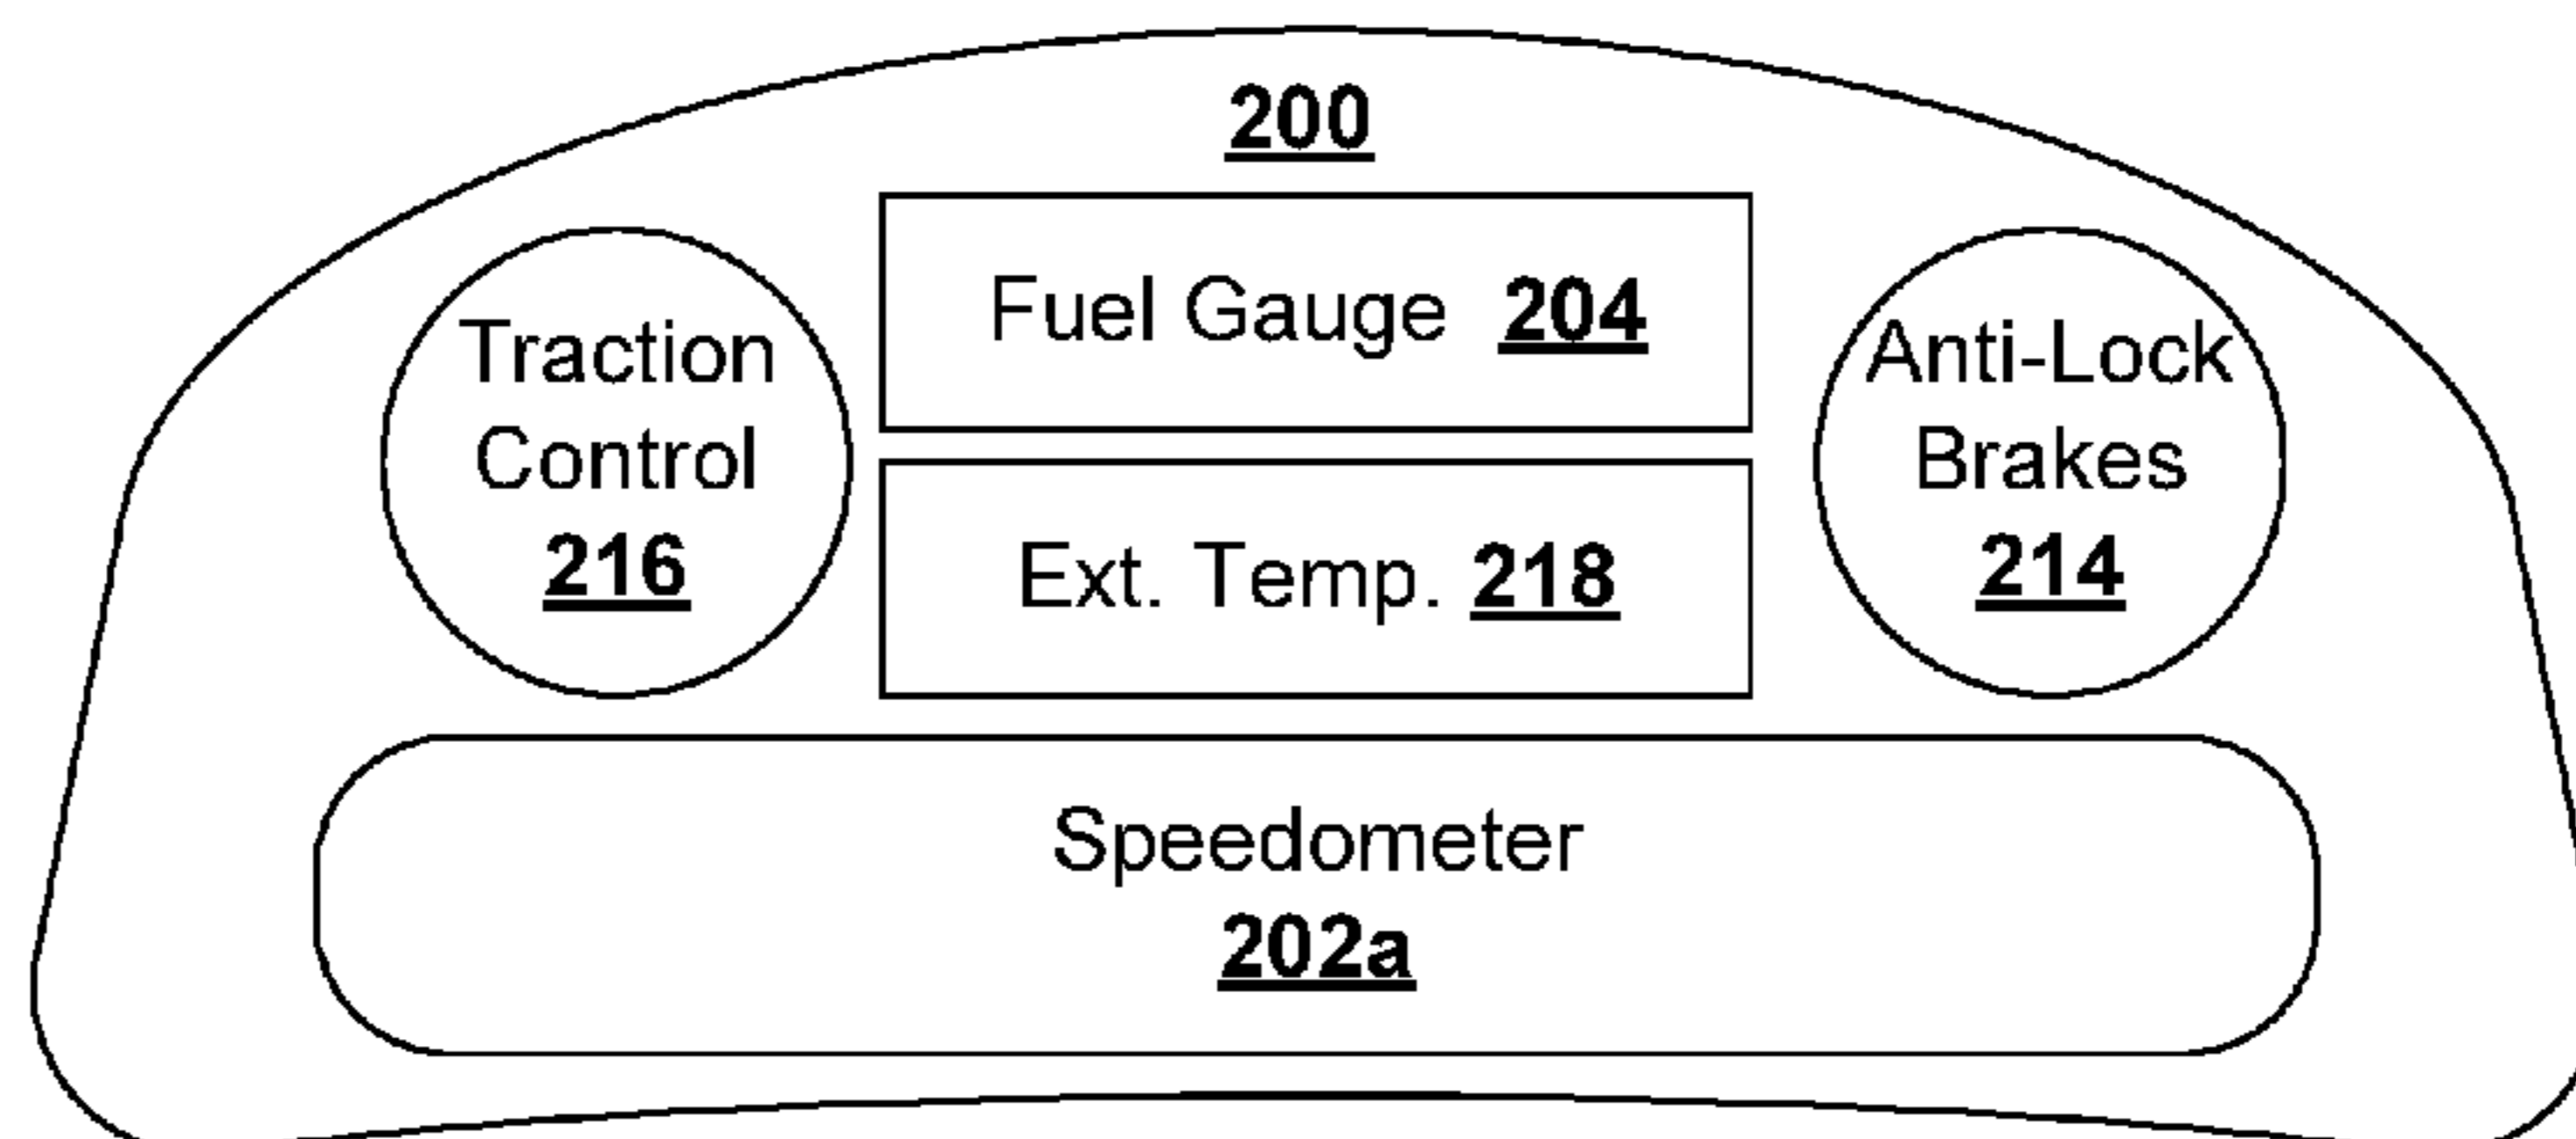 200
Traction
Control
216
Fuel Gauge 204
Ext. Temp. 218
Anti-Lock
Brakes
214
Speedometer
202a